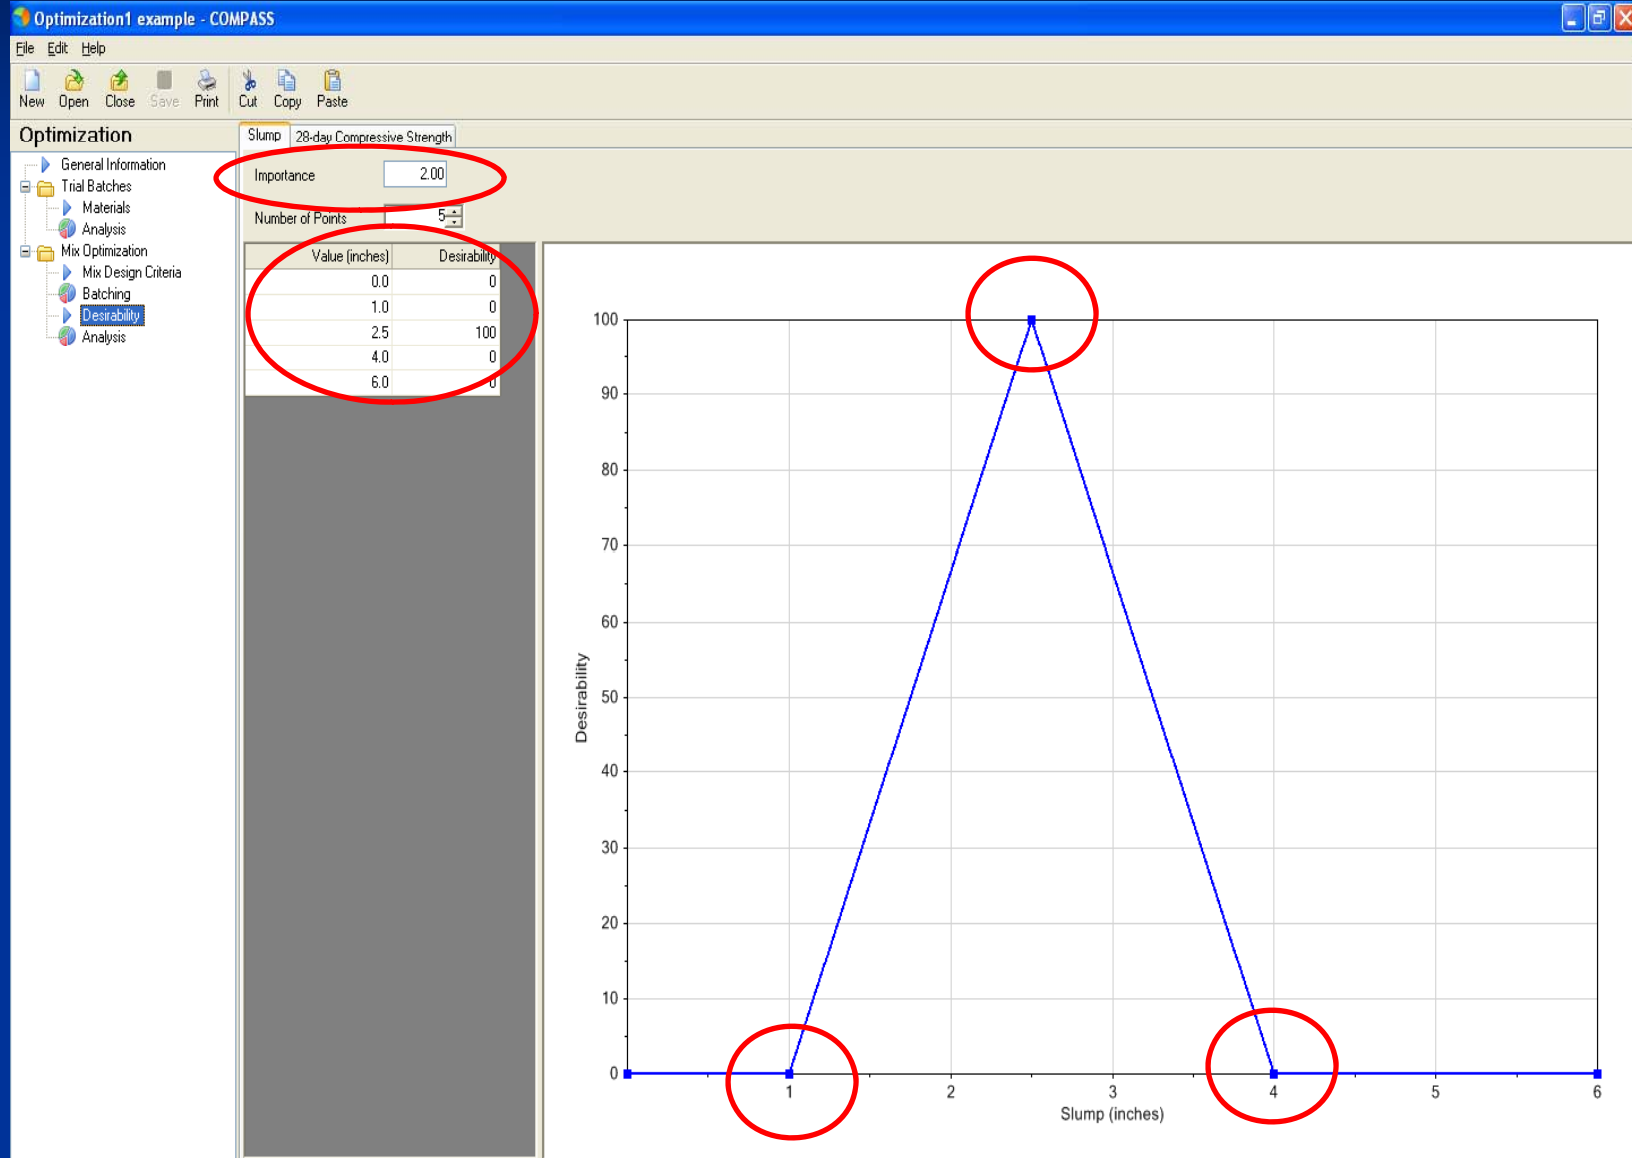 Optimization1 example - COMPASS
File Edit Help
New Open Close Save Print Cut Copy Paste
Optimization
General Information
Trial Batches
Materials
Analysis
Mix Optimization
Mix Design Criteria
Batching
Desirability
Analysis
Slump 28-day Compressive Strength
Importance 2.00
Number of Points 5
Value (inches) Desirability
0.0 0
1.0 0
2.5 100
4.0 0
6.0 0
100
90
80
70
60
50
40
30
20
10
0
Desirability
1 2 3 4 5 6
Slump (inches)